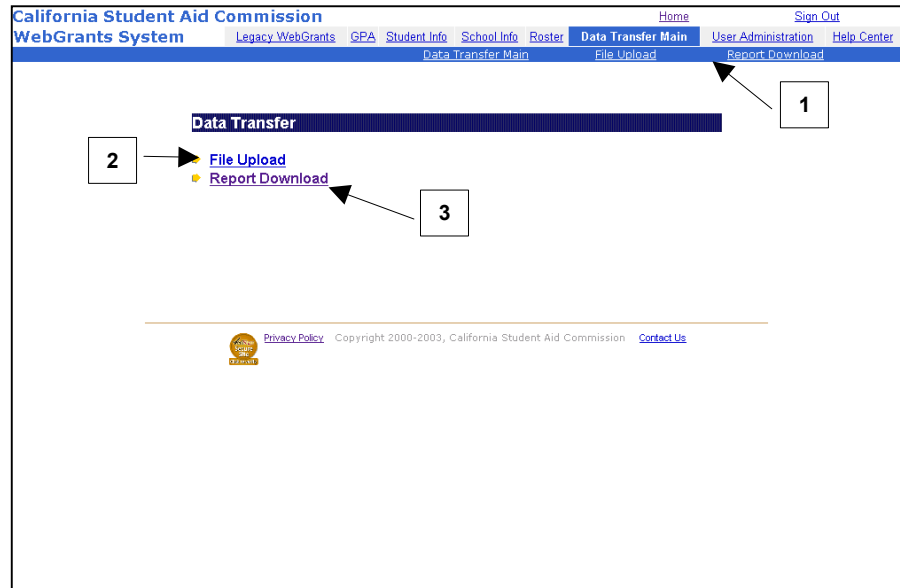 California Student Aid Commission Home Sign Out
WebGrants System Legacy WebGrants GPA Student Info School Info Roster Data Transfer Main User Administration Help Center
Data Transfer Main File Upload Report Download
1
Data Transfer
2 File Upload
Report Download
3
Privacy Policy Copyright 2000-2003, California Student Aid Commission Contact Us
Secure
Site